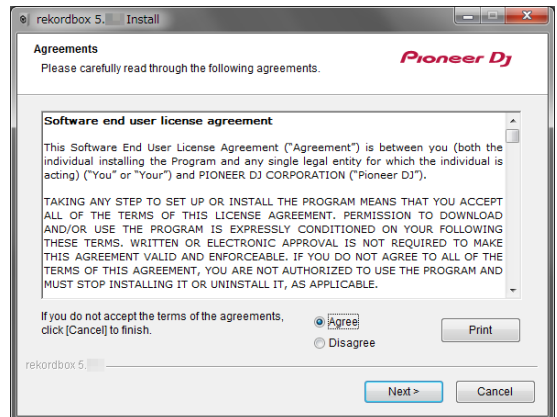 rekordbox 5. Install
Agreements
Please carefully read through the following agreements.
Pioneer Dj
Software end user license agreement
This Software End User License Agreement (“Agreement”) is between you (both the
individual installing the Program and any single legal entity for which the individual is
acting) (“You” or “Your”) and PIONEER DJ CORPORATION (“Pioneer DJ”).
TAKING ANY STEP TO SET UP OR INSTALL THE PROGRAM MEANS THAT YOU ACCEPT
ALL OF THE TERMS OF THIS LICENSE AGREEMENT. PERMISSION TO DOWNLOAD
AND/OR USE THE PROGRAM IS EXPRESSLY CONDITIONED ON YOUR FOLLOWING
THESE TERMS. WRITTEN OR ELECTRONIC APPROVAL IS NOT REQUIRED TO MAKE
THIS AGREEMENT VALID AND ENFORCEABLE. IF YOU DO NOT AGREE TO ALL OF THE
TERMS OF THIS AGREEMENT, YOU ARE NOT AUTHORIZED TO USE THE PROGRAM AND
MUST STOP INSTALLING IT OR UNINSTALL IT, AS APPLICABLE.
If you do not accept the terms of the agreements,
click [Cancel] to finish.
Agree
Disagree
Print
rekordbox 5.
Next >
Cancel